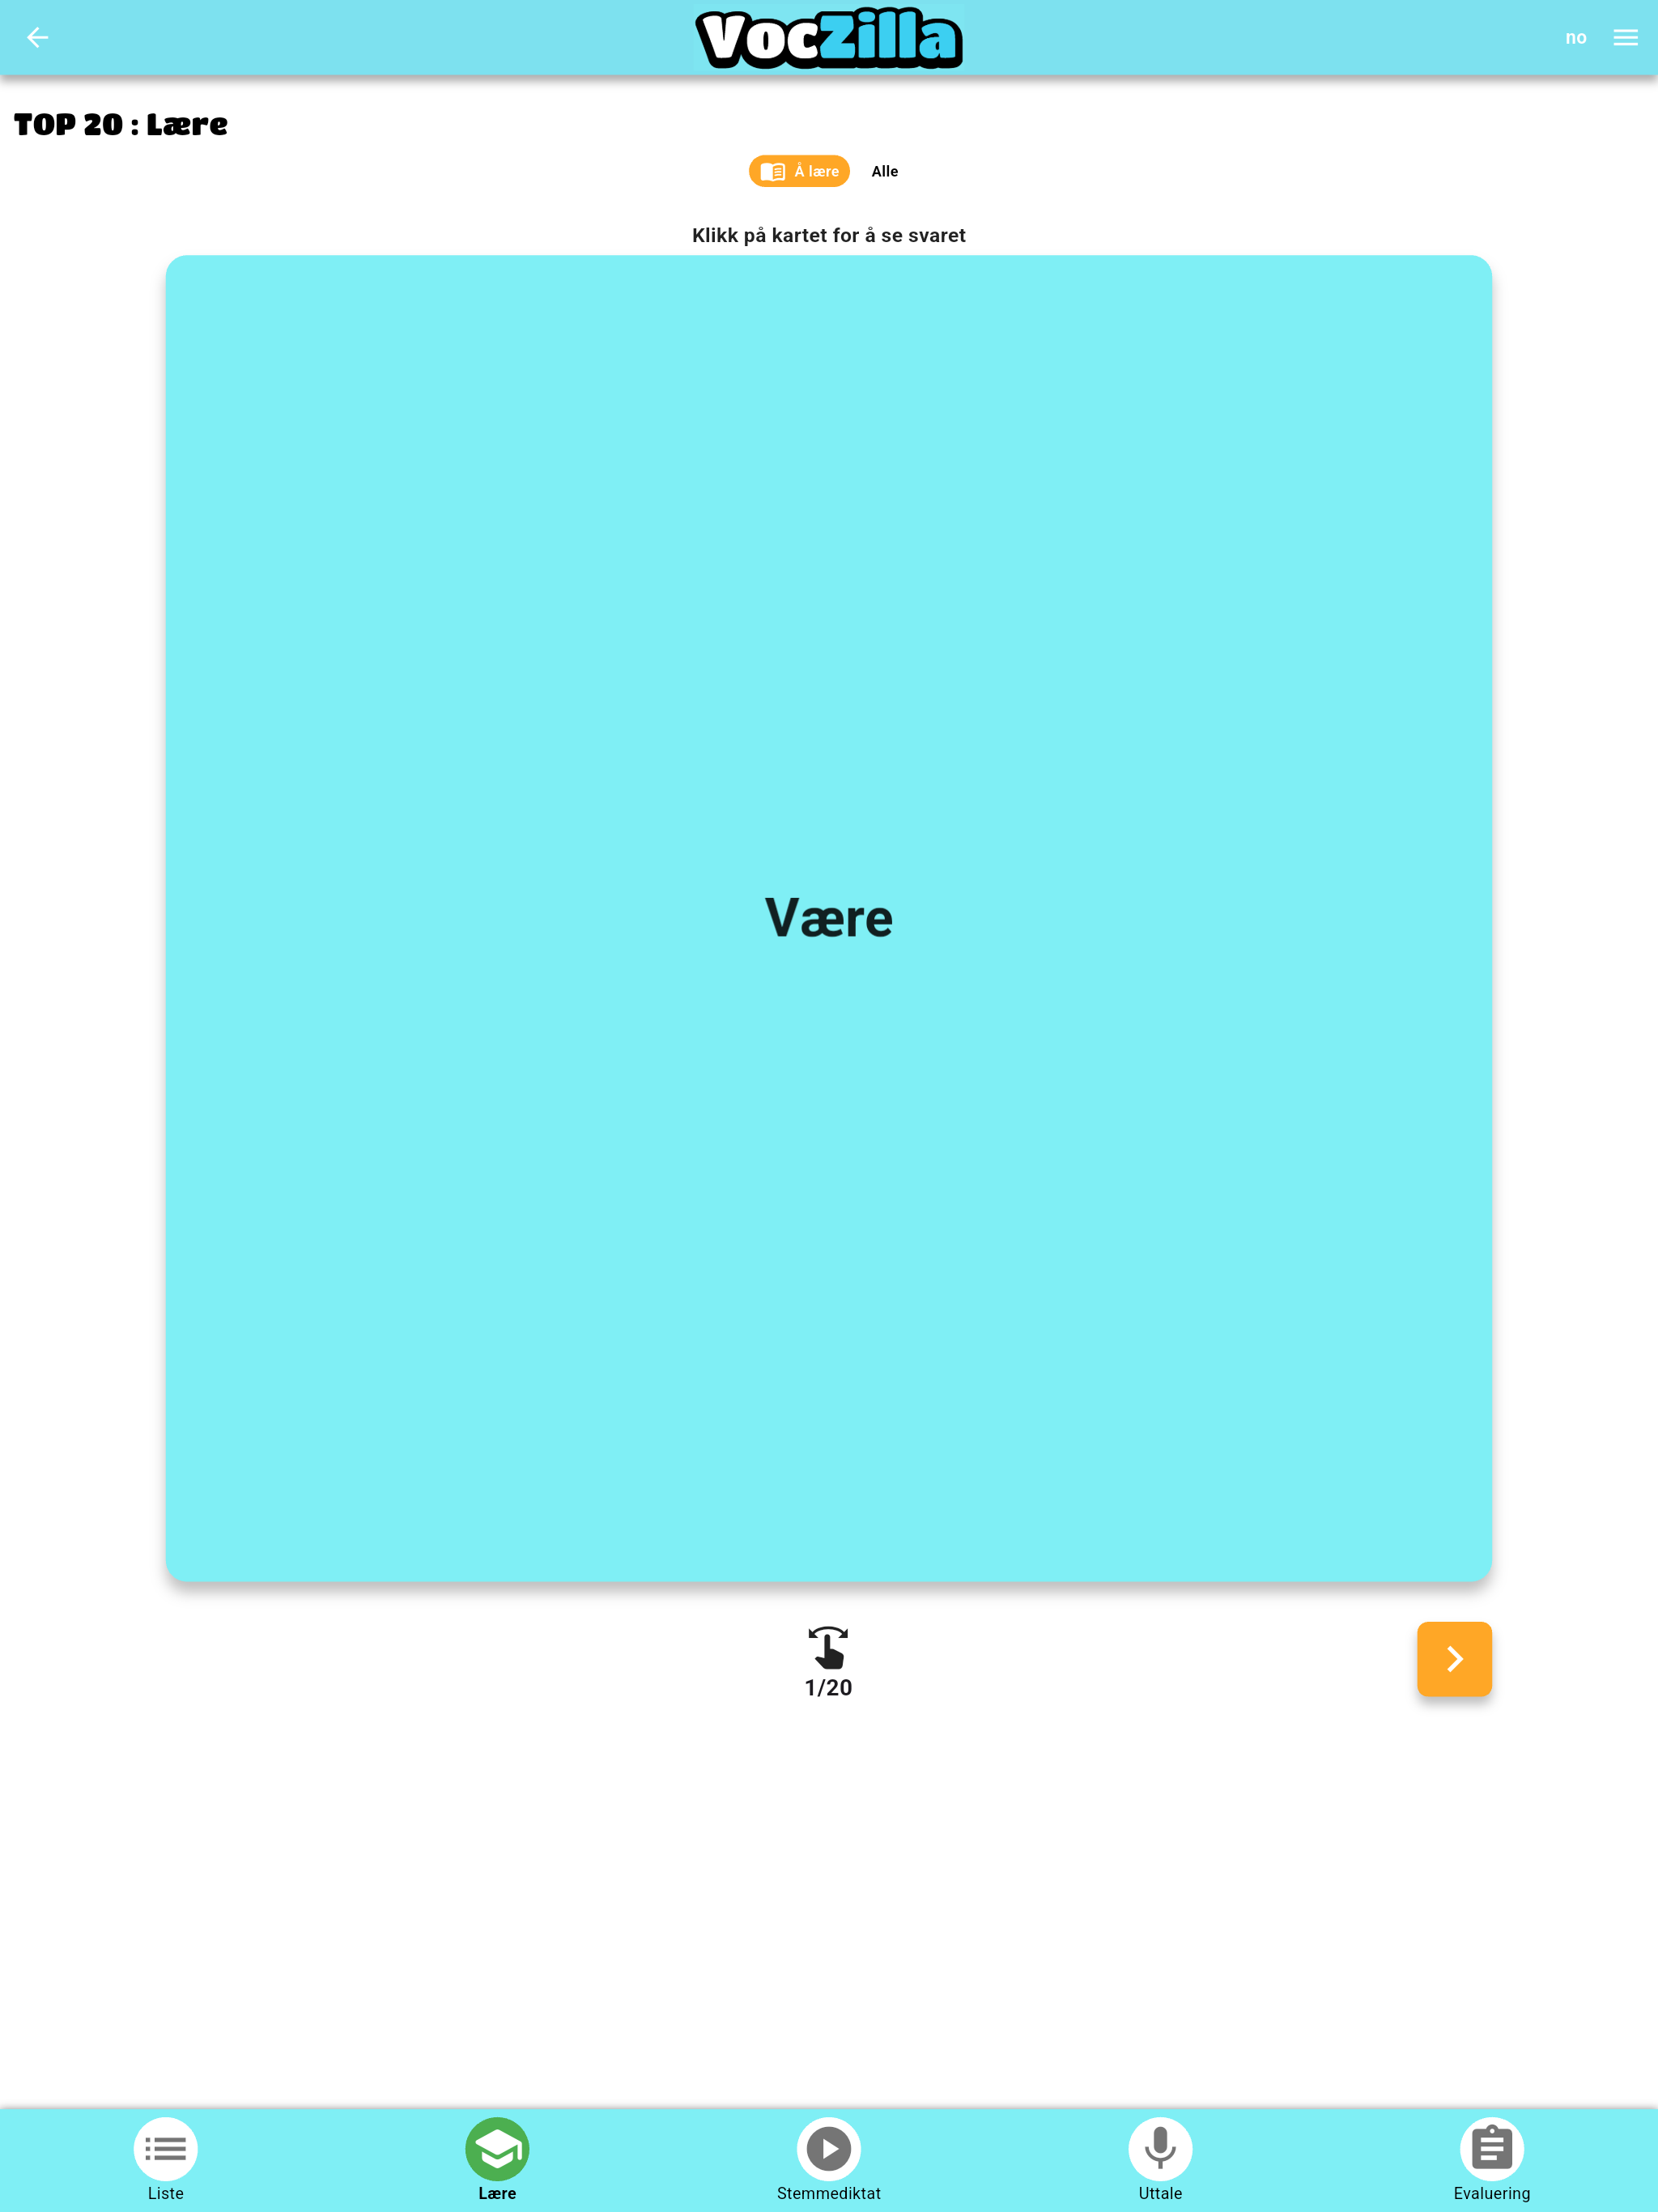 VocZilla
no
TOP 20 : Lære
Å lære
Alle
Klikk på kartet for å se svaret
Være
1/20
Liste
Lære
Stemmediktat
Uttale
Evaluering